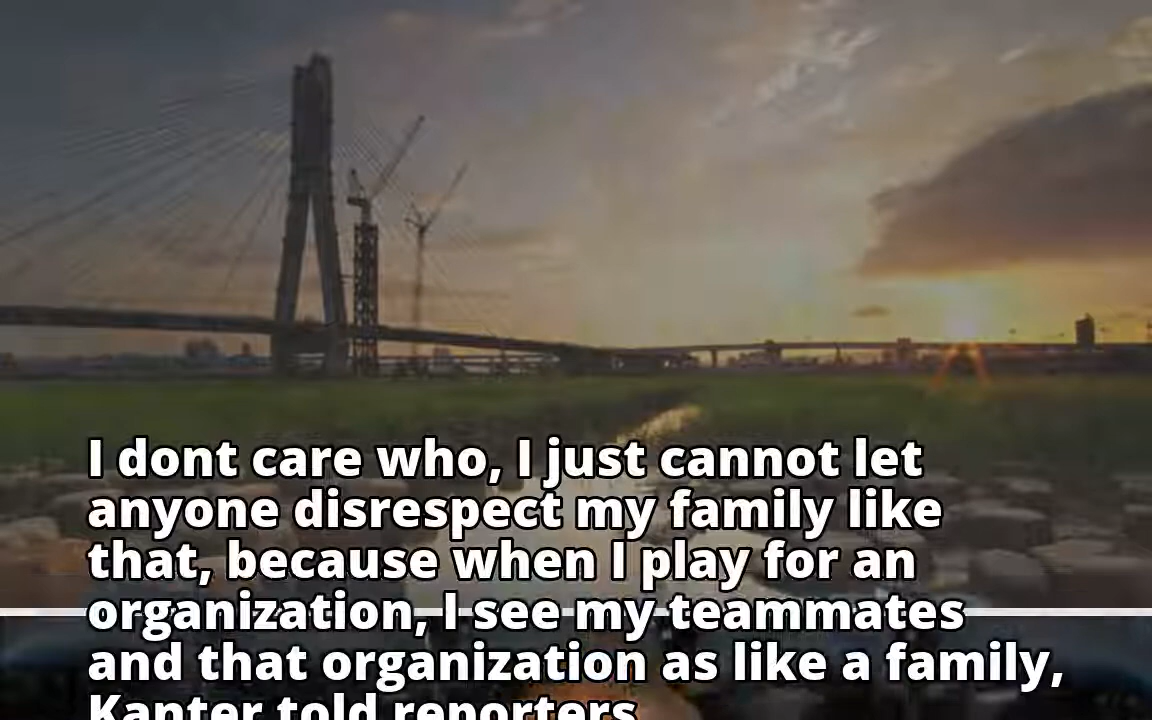 I dont care who, I just cannot let
anyone disrespect my family like
that, because when I play for an
organization, I see my teammates
and that organization as like a family,
Kanter told reporters